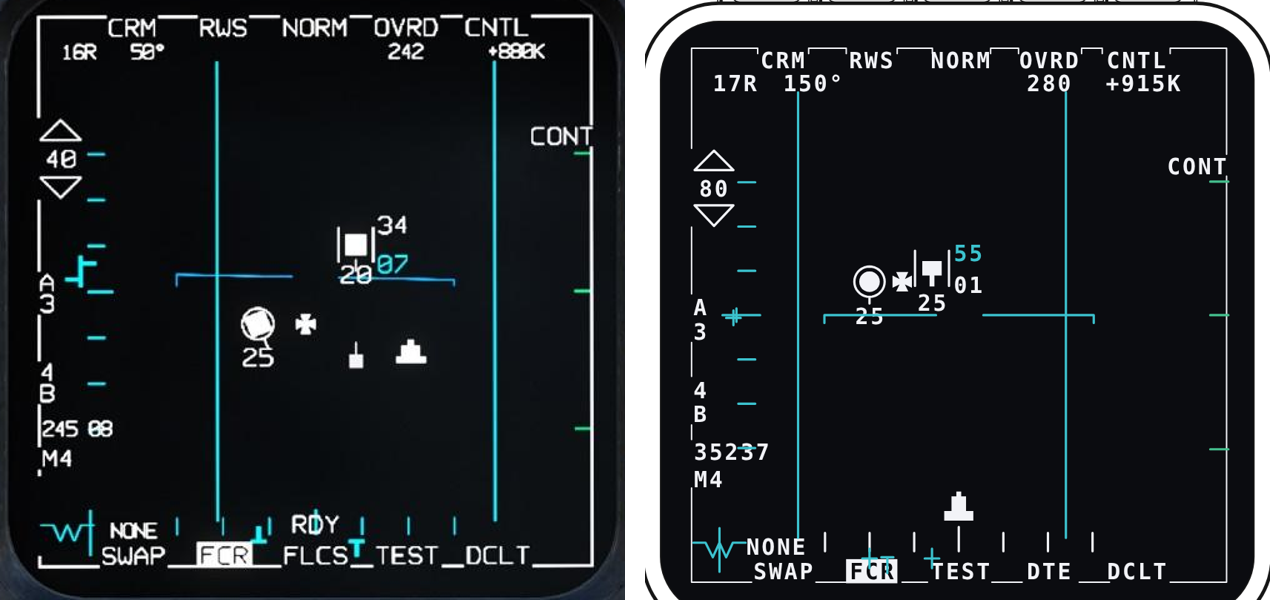 CRM RWS NORM OVRD CNTL
16R 50° 242 +880K
CONT
40
34
07
20
A
3
25
4
B
245 08
M4
RDY
NONE
SWAP FCR FLCS TEST DCLT
CRM RWS NORM OVRD CNTL
17R 150° 280 +915K
CONT
80
55
01
25
25
A
3
4
B
35237
M4
NONE
SWAP FCR TEST DTE DCLT